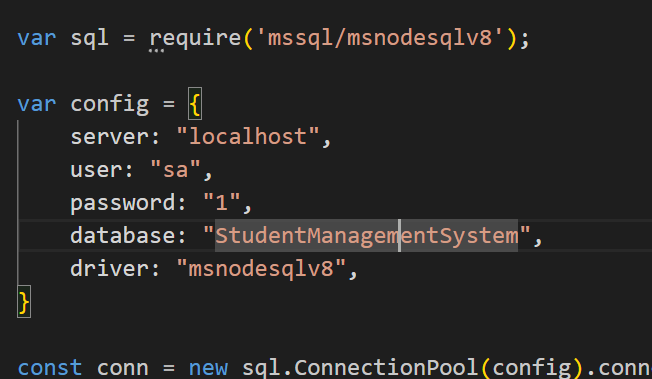 var sql = require('mssql/msnodesqlv8');
var config = {
server: "localhost",
user: "sa",
password: "1",
database: "StudentManagementSystem",
driver: "msnodesqlv8",
}
const conn = new sql.ConnectionPool(config).conn